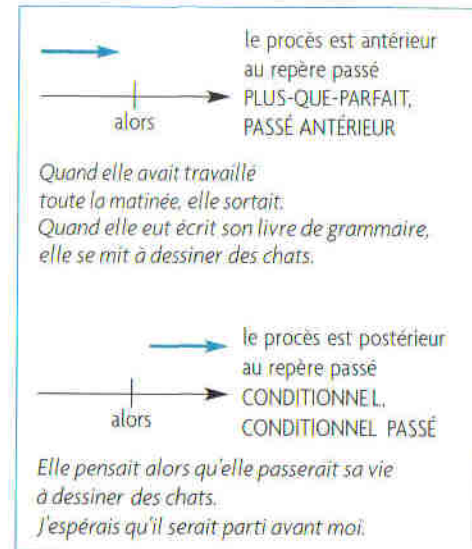 le procès est antérieur
au repère passé
PLUS-QUE-PARFAIT,
PASSÉ ANTÉRIEUR
alors
Quand elle avait travaillé
toute la matinée, elle sortait.
Quand elle eut écrit son livre de grammaire,
elle se mit à dessiner des chats.
le procès est postérieur
au repère passé
CONDITIONNEL,
CONDITIONNEL PASSÉ
alors
Elle pensait alors qu'elle passerait sa vie
à dessiner des chats.
J'espérais qu'il serait parti avant moi.